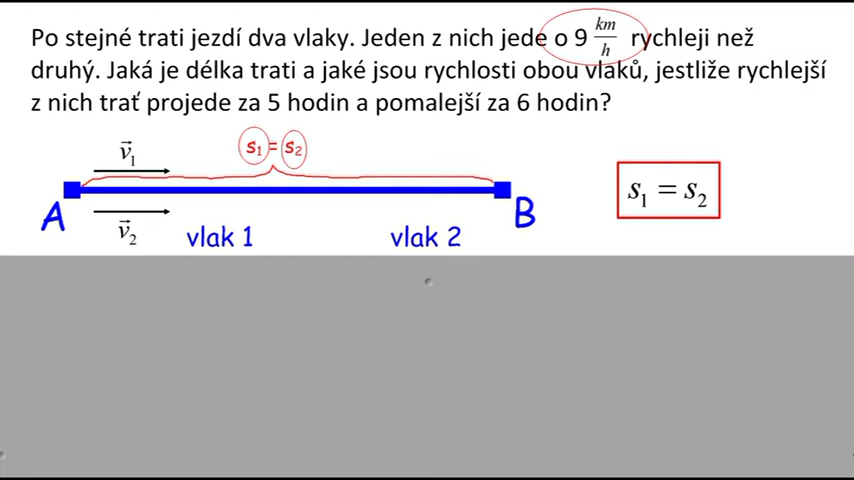 Po stejné trati jezdí dva vlaky. Jeden z nich jede o 9 km/h rychleji než
druhý. Jaká je délka trati a jaké jsou rychlosti obou vlaků, jestliže rychlejší
z nich trať projede za 5 hodin a pomalejší za 6 hodin?
v⃗₁
s₁ = s₂
s₁ = s₂
A
B
v⃗₂
vlak 1
vlak 2